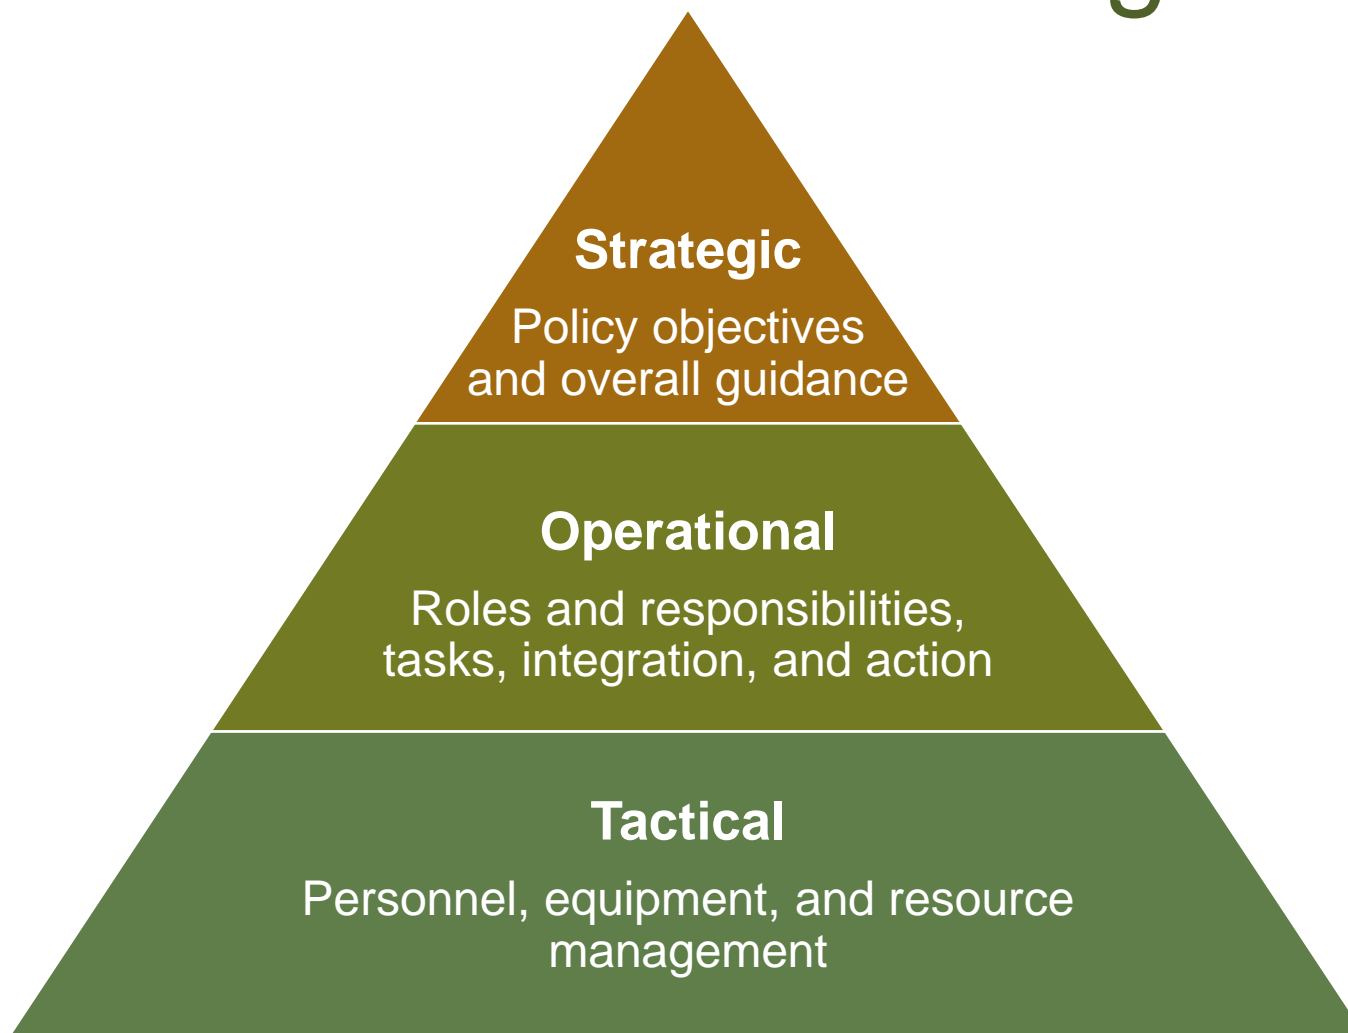 Strategic
Policy objectives
and overall guidance
Operational
Roles and responsibilities,
tasks, integration, and action
Tactical
Personnel, equipment, and resource
management